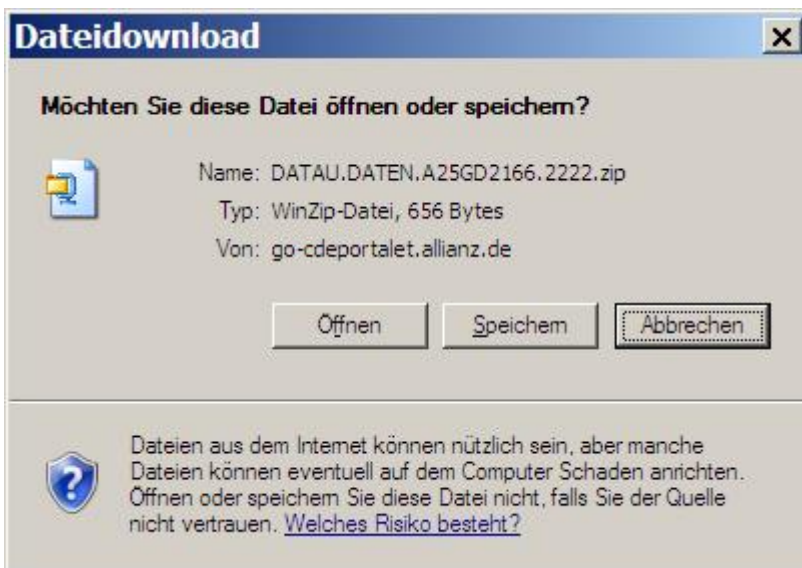 Dateidownload
Möchten Sie diese Datei öffnen oder speichern?
Name: DATAU.DATEN.A25GD2166.2222.zip
Typ: WinZip-Datei, 656 Bytes
Von: go-cdeportalet.allianz.de
Öffnen Speichern Abbrechen
Dateien aus dem Internet können nützlich sein, aber manche
Dateien können eventuell auf dem Computer Schaden anrichten.
Öffnen oder speichern Sie diese Datei nicht, falls Sie der Quelle
nicht vertrauen. Welches Risiko besteht?